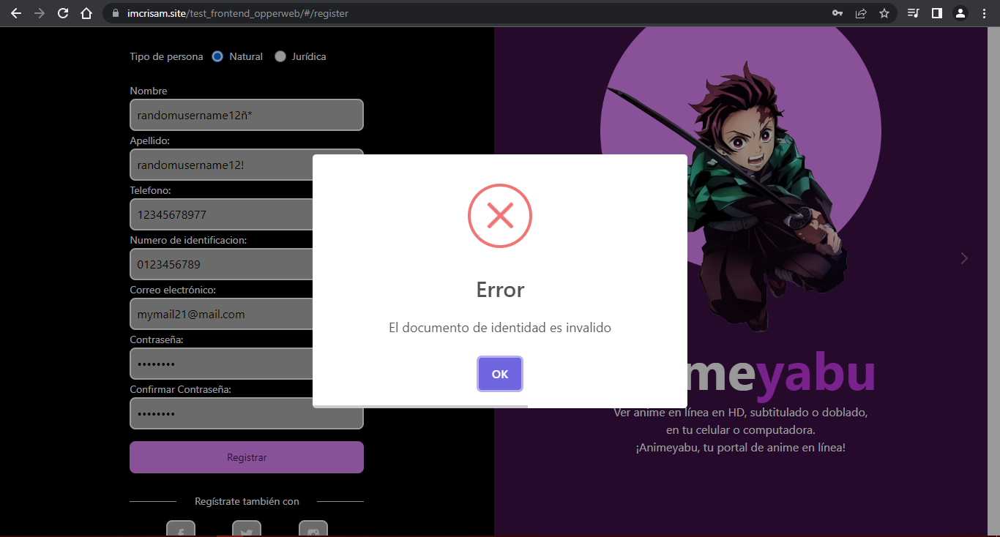 imcrisam.site/test_frontend_opperweb/#/register
Tipo de persona Natural Jurídica
Nombre
randomusername12ñ*
Apellido:
randomusername12!
Telefono:
12345678977
Numero de identificacion:
0123456789
Correo electrónico:
mymail21@mail.com
Contraseña:
••••••••
Confirmar Contraseña:
••••••••
Registrar
Regístrate también con
Error
El documento de identidad es invalido
OK
meyabu
Ver anime en línea en HD, subtitulado o doblado,
en tu celular o computadora.
¡Animeyabu, tu portal de anime en línea!